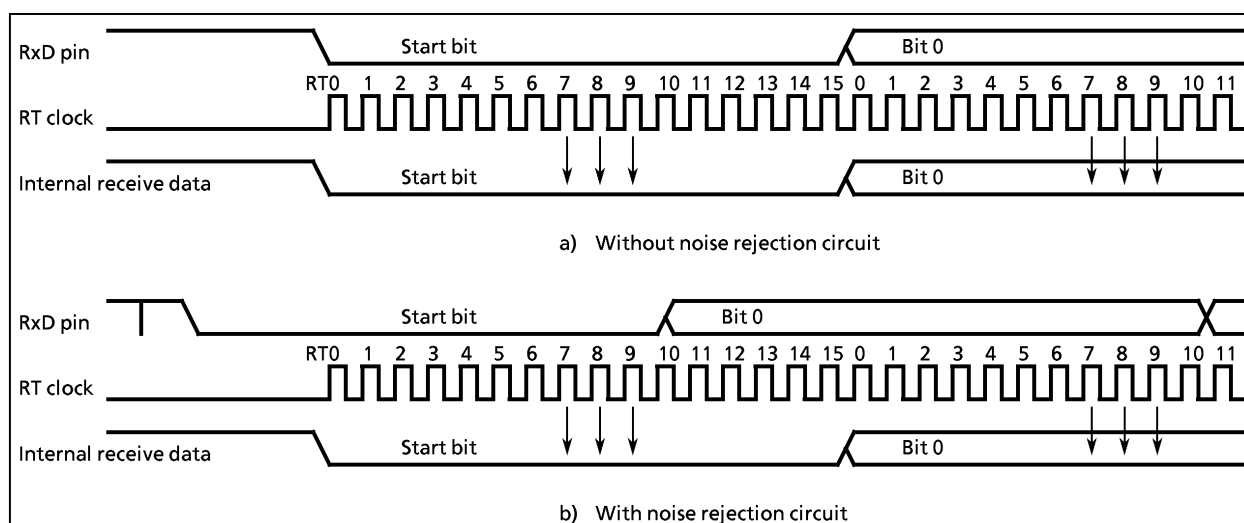 RxD pin Start bit Bit 0
RT0 1 2 3 4 5 6 7 8 9 10 11 12 13 14 15 0 1 2 3 4 5 6 7 8 9 10 11
RT clock
Internal receive data Start bit Bit 0
a) Without noise rejection circuit
RxD pin Start bit Bit 0
RT0 1 2 3 4 5 6 7 8 9 10 11 12 13 14 15 0 1 2 3 4 5 6 7 8 9 10 11
RT clock
Internal receive data Start bit Bit 0
b) With noise rejection circuit